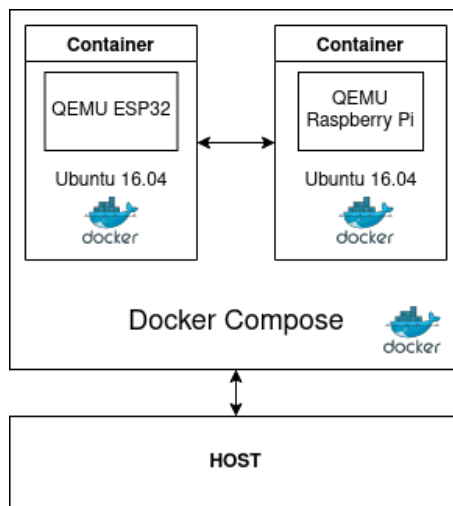 Container
Container
QEMU ESP32
QEMU
Raspberry Pi
Ubuntu 16.04
Ubuntu 16.04
docker
docker
Docker Compose
docker
HOST